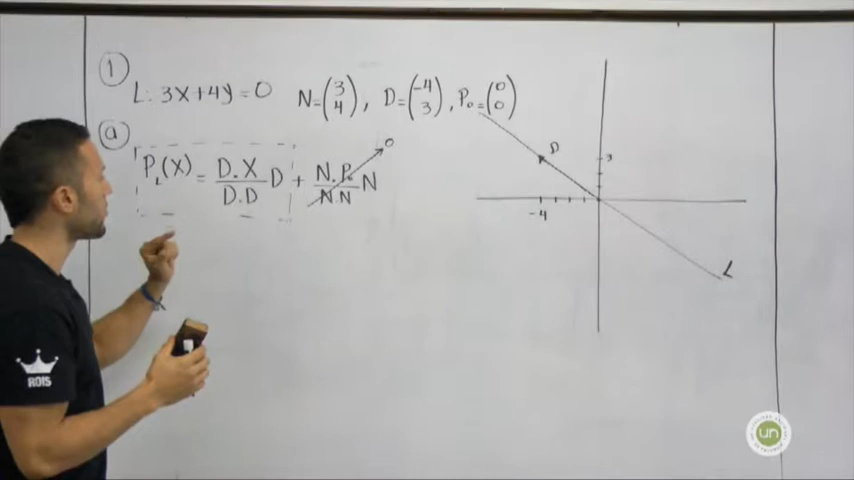 1
L: 3X+4y=0 N=(3 4), D=(-4 3), P₀=(0 0)
a
P_L(X) = D.X/D.D D + N.P₀/N.N N 0
D
3
-4
L
ROIS
un